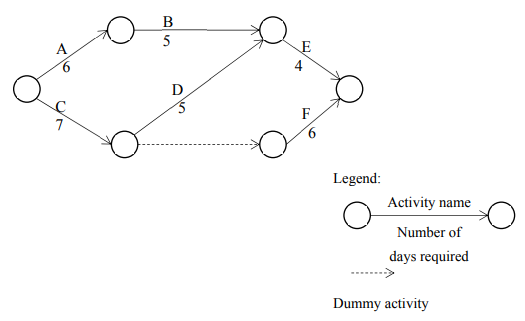 B
5
A
6
E
4
D
5
C
7
F
6
Legend:
Activity name
Number of
days required
Dummy activity